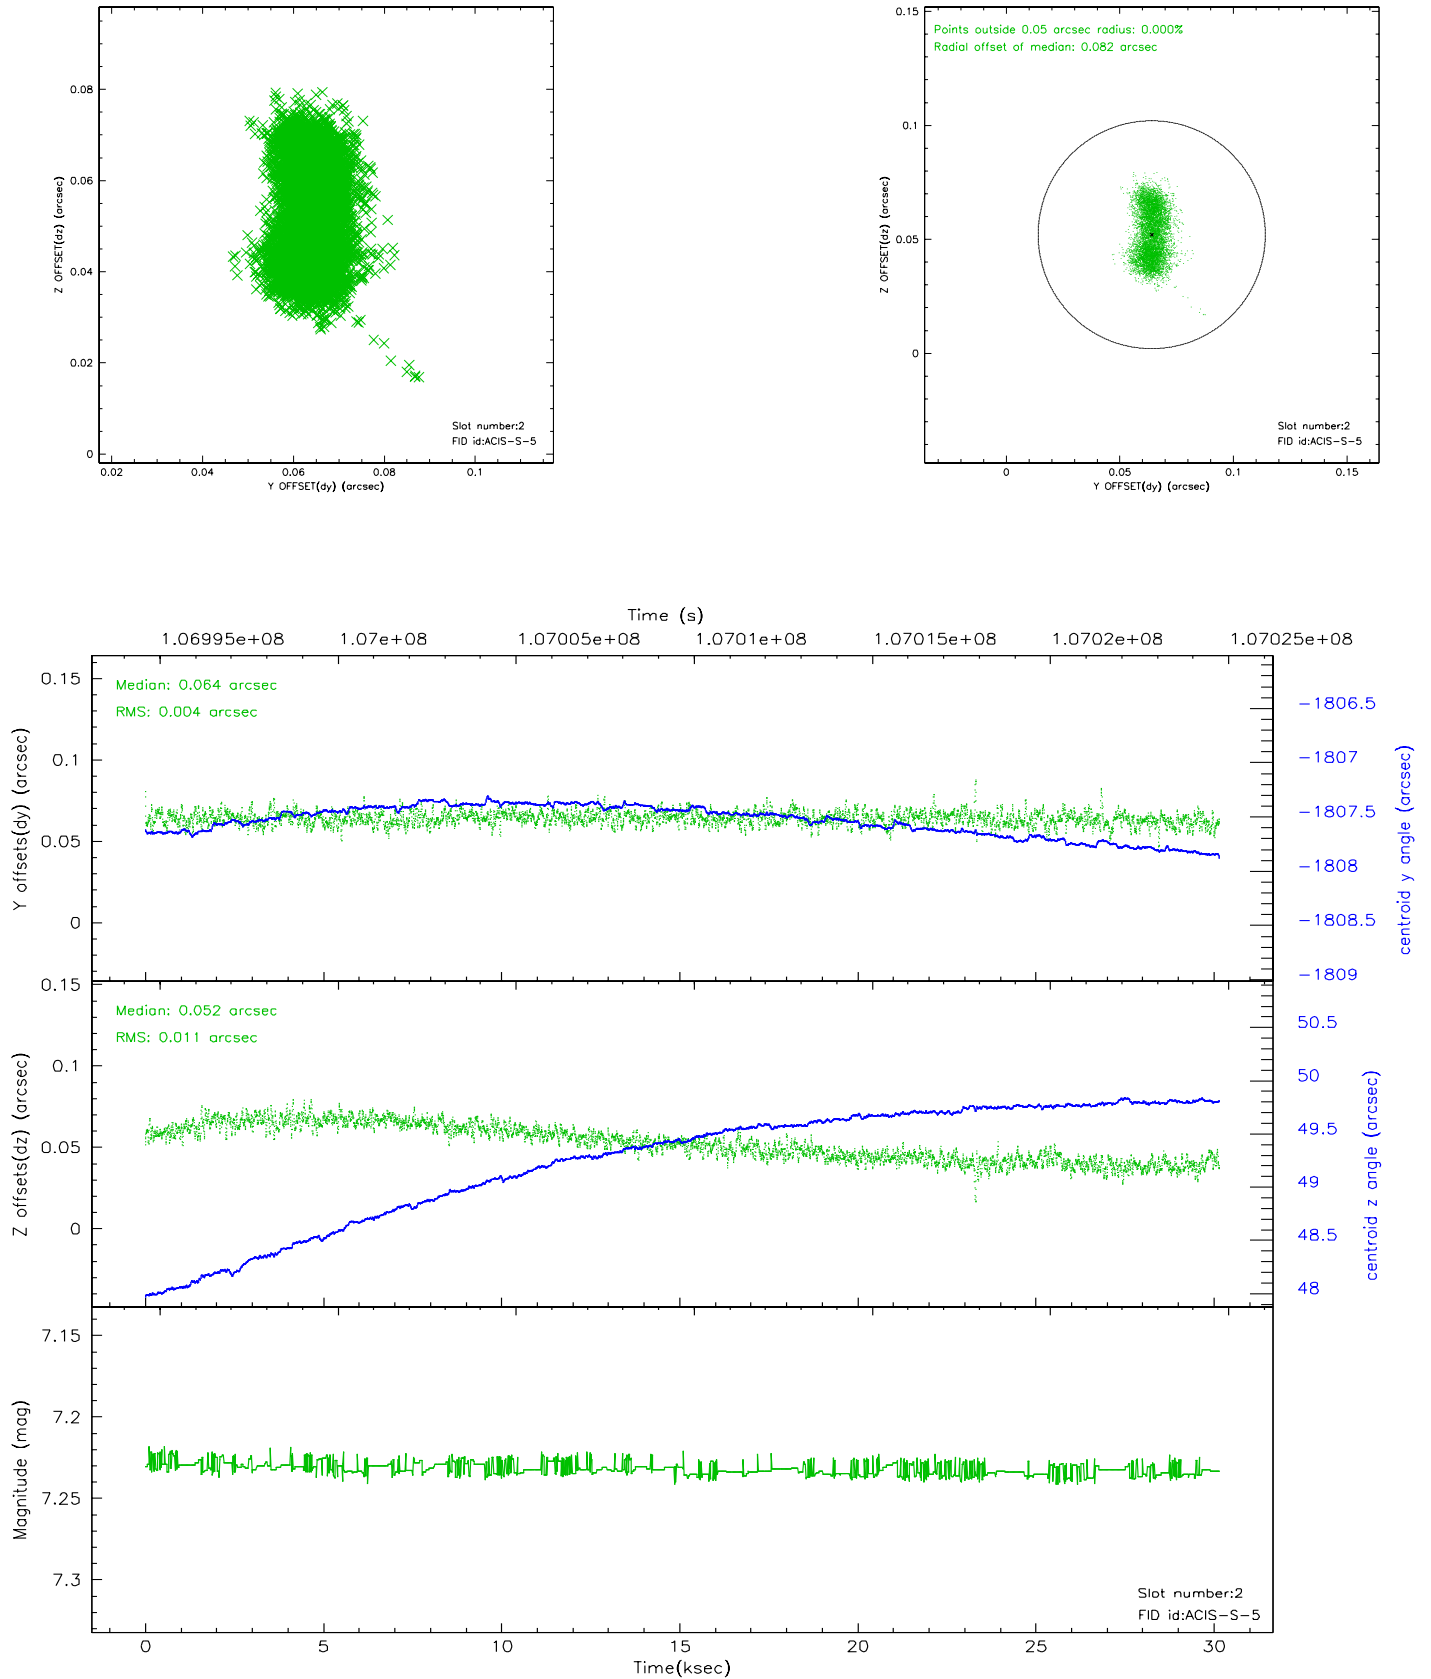 0.08
0.06
0.04
0.02
0
Z OFFSET(dz) (arcsec)
0.02
0.04
0.06
0.08
0.1
Y OFFSET(dy) (arcsec)
Slot number:2
FID id:ACIS-S-5
Points outside 0.05 arcsec radius: 0.000%
Radial offset of median: 0.082 arcsec
0.15
0.1
0.05
0
Z OFFSET(dz) (arcsec)
0
0.05
0.1
0.15
Y OFFSET(dy) (arcsec)
Slot number:2
FID id:ACIS-S-5
Time (s)
1.06995e+08
1.07e+08
1.07005e+08
1.0701e+08
1.07015e+08
1.0702e+08
1.07025e+08
Median: 0.064 arcsec
RMS: 0.004 arcsec
0.15
0.1
0.05
0
Y offsets(dy) (arcsec)
-1806.5
-1807
-1807.5
-1808
-1808.5
-1809
centroid y angle (arcsec)
Median: 0.052 arcsec
RMS: 0.011 arcsec
0.15
0.1
0.05
0
Z offsets(dz) (arcsec)
50.5
50
49.5
49
48.5
48
centroid z angle (arcsec)
7.15
7.2
7.25
7.3
Magnitude (mag)
Slot number:2
FID id:ACIS-S-5
0
5
10
15
20
25
30
Time(ksec)